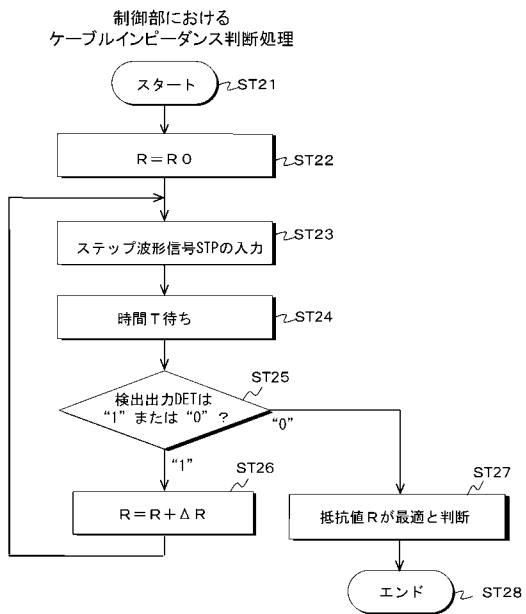 制御部における
ケーブルインピーダンス判断処理
スタート
ST21
R=R0
ST22
ステップ波形信号STPの入力
ST23
時間T待ち
ST24
検出出力DETは
“1”または“0”？
ST25
“0”
“1”
R=R+ΔR
ST26
抵抗値Rが最適と判断
ST27
エンド
ST28